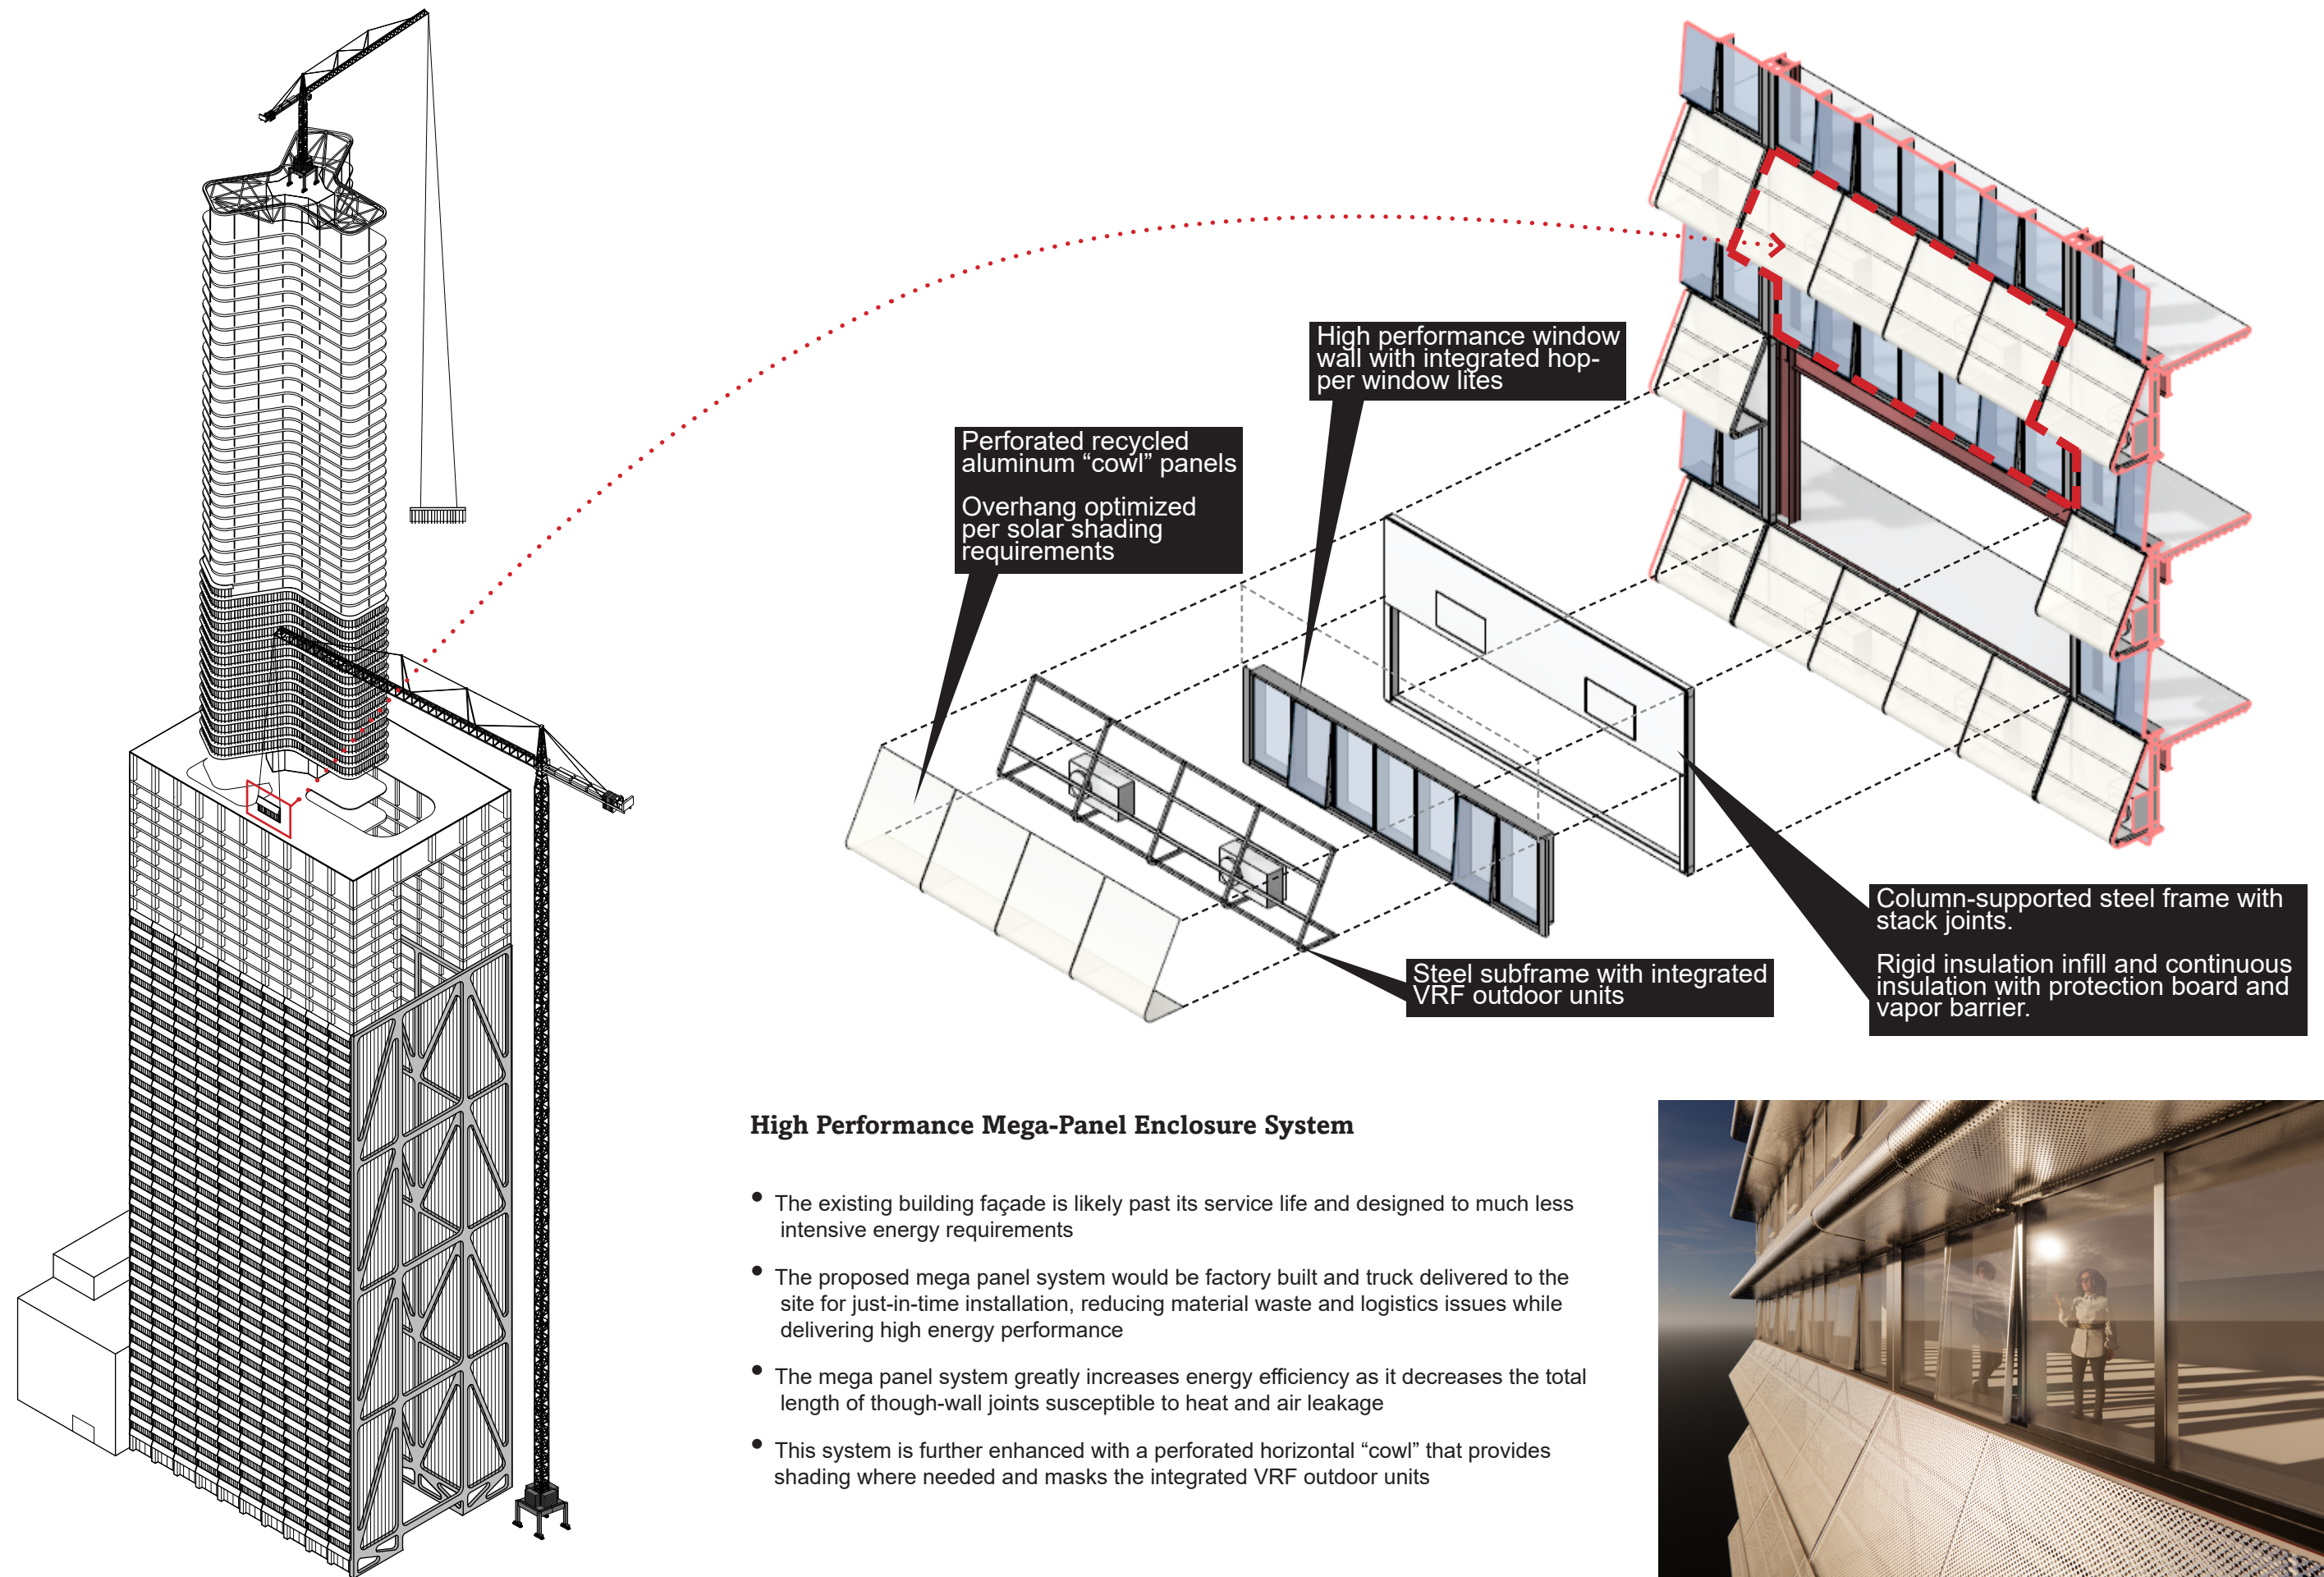 High performance window
wall with integrated hop-
per window lites
Perforated recycled
aluminum “cowl” panels
Overhang optimized
per solar shading
requirements
Column-supported steel frame with
stack joints.
Rigid insulation infill and continuous
insulation with protection board and
vapor barrier.
Steel subframe with integrated
VRF outdoor units
High Performance Mega-Panel Enclosure System
• The existing building façade is likely past its service life and designed to much less
intensive energy requirements
• The proposed mega panel system would be factory built and truck delivered to the
site for just-in-time installation, reducing material waste and logistics issues while
delivering high energy performance
• The mega panel system greatly increases energy efficiency as it decreases the total
length of though-wall joints susceptible to heat and air leakage
• This system is further enhanced with a perforated horizontal “cowl” that provides
shading where needed and masks the integrated VRF outdoor units